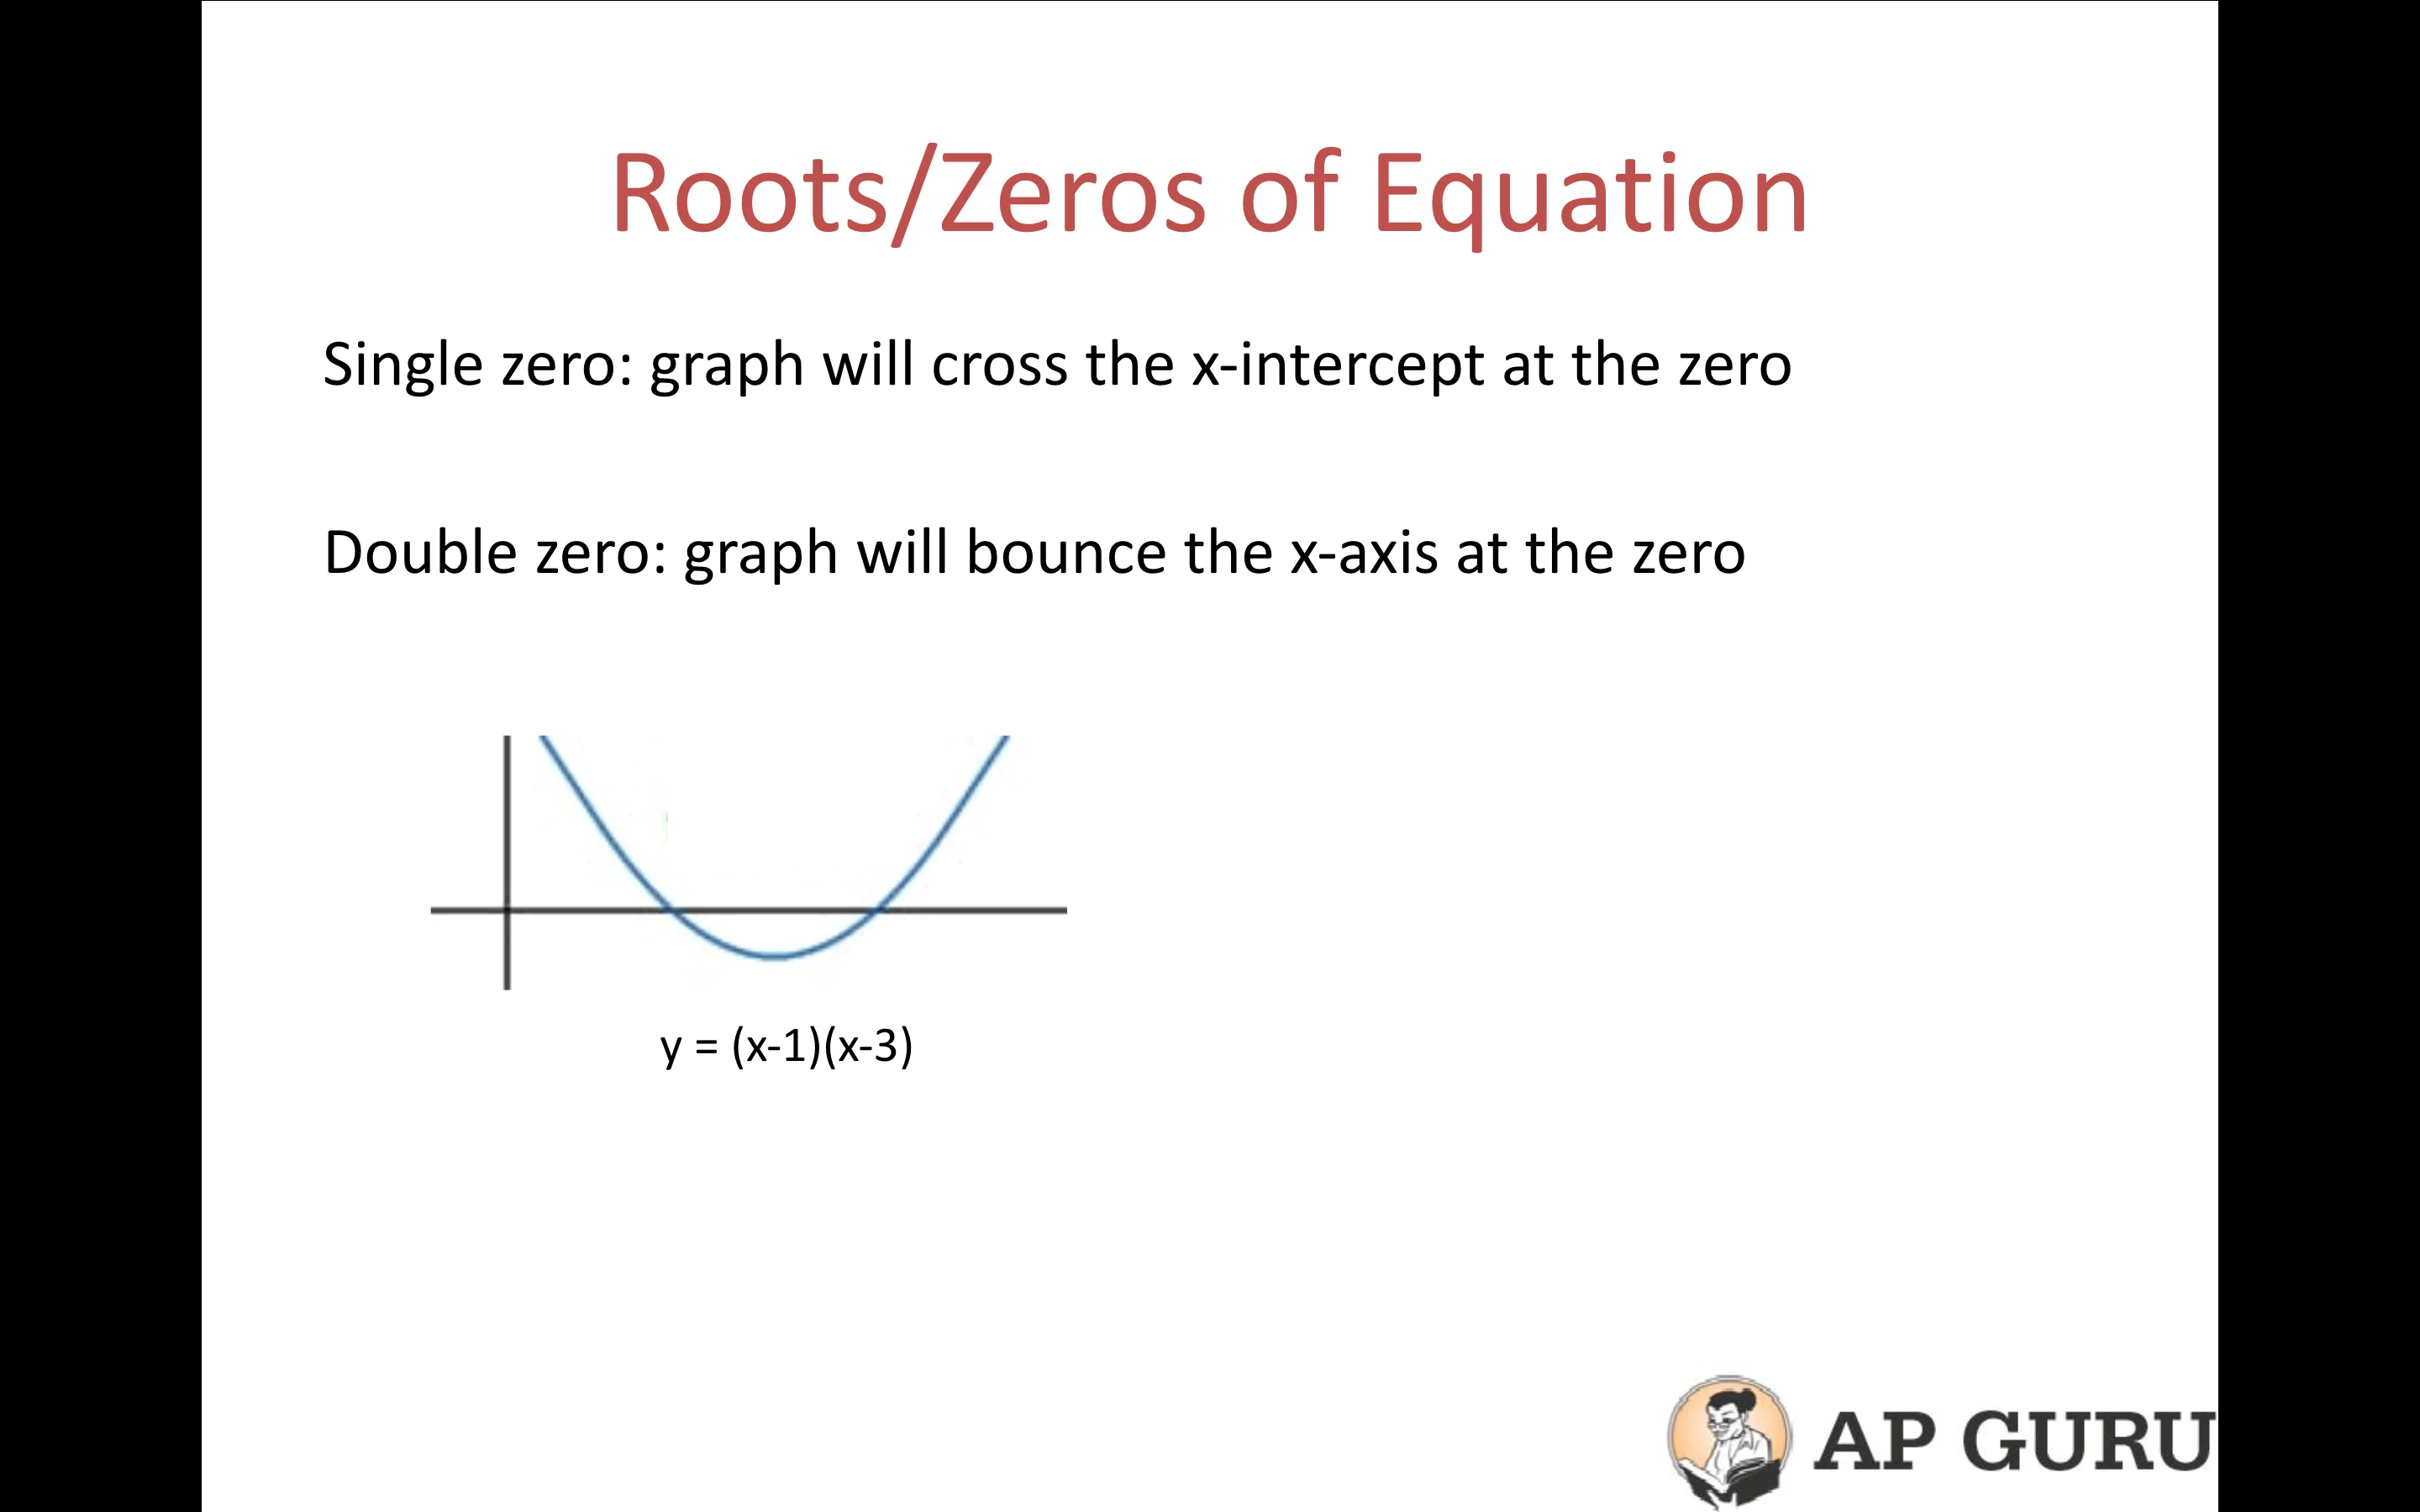 Roots/Zeros of Equation
Single zero: graph will cross the x-intercept at the zero
Double zero: graph will bounce the x-axis at the zero
y = (x-1)(x-3)
AP GURU